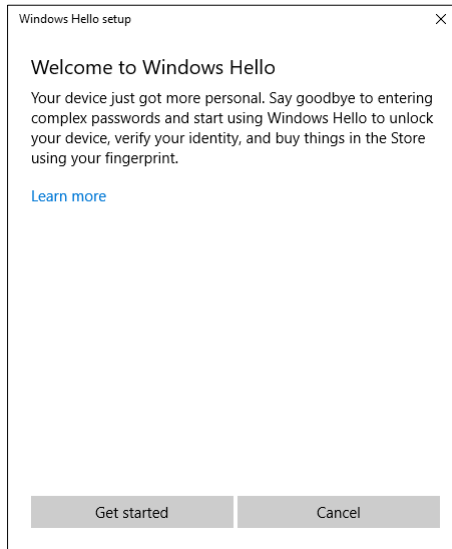 Windows Hello setup
Welcome to Windows Hello
Your device just got more personal. Say goodbye to entering
complex passwords and start using Windows Hello to unlock
your device, verify your identity, and buy things in the Store
using your fingerprint.
Learn more
Get started
Cancel